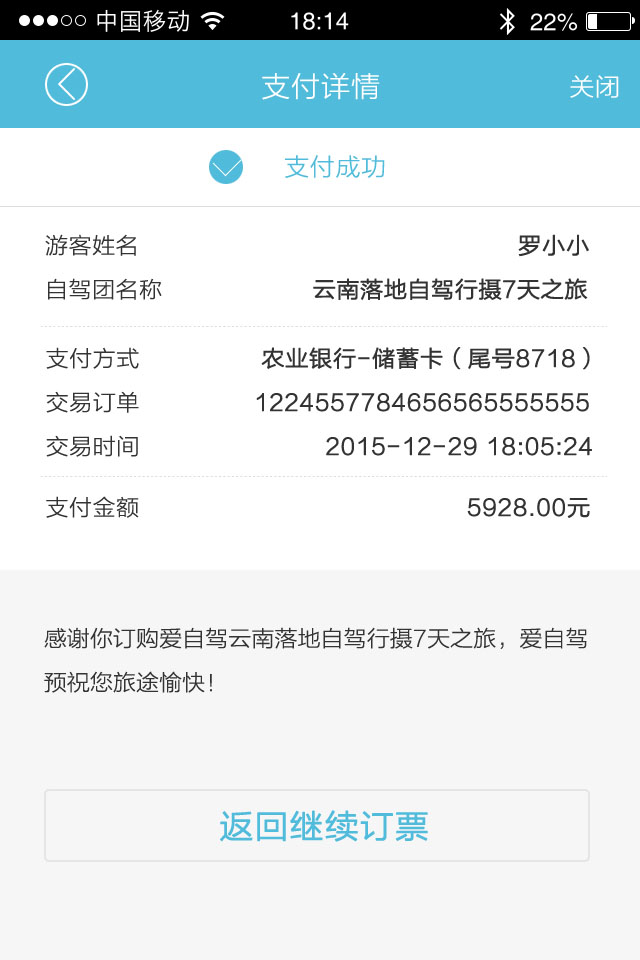 中国移动 18:14 22%
支付详情 关闭
支付成功
游客姓名 罗小小
自驾团名称 云南落地自驾行摄7天之旅
支付方式 农业银行-储蓄卡（尾号8718）
交易订单 1224557784656565555555
交易时间 2015-12-29 18:05:24
支付金额 5928.00元
感谢你订购爱自驾云南落地自驾行摄7天之旅，爱自驾
预祝您旅途愉快！
返回继续订票